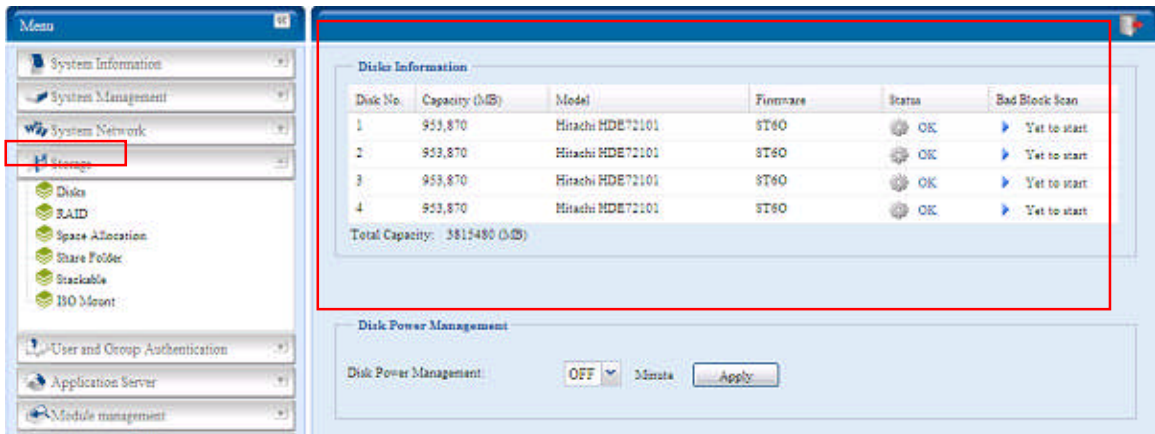 Menu
System Information
System Management
System Network
Storage
Disks
RAID
Space Allocation
Share Folder
Stackable
ISO Mount
User and Group Authentication
Application Server
Module management
Disks Information
Disk No. Capacity (MB) Model Firmware Status Bad Block Scan
1 953,870 Hitachi HDE72101 ST6O OK Yet to start
2 953,870 Hitachi HDE72101 ST6O OK Yet to start
3 953,870 Hitachi HDE72101 ST6O OK Yet to start
4 953,870 Hitachi HDE72101 ST6O OK Yet to start
Total Capacity: 3815480 (MB)
Disk Power Management
Disk Power Management: OFF Minute Apply